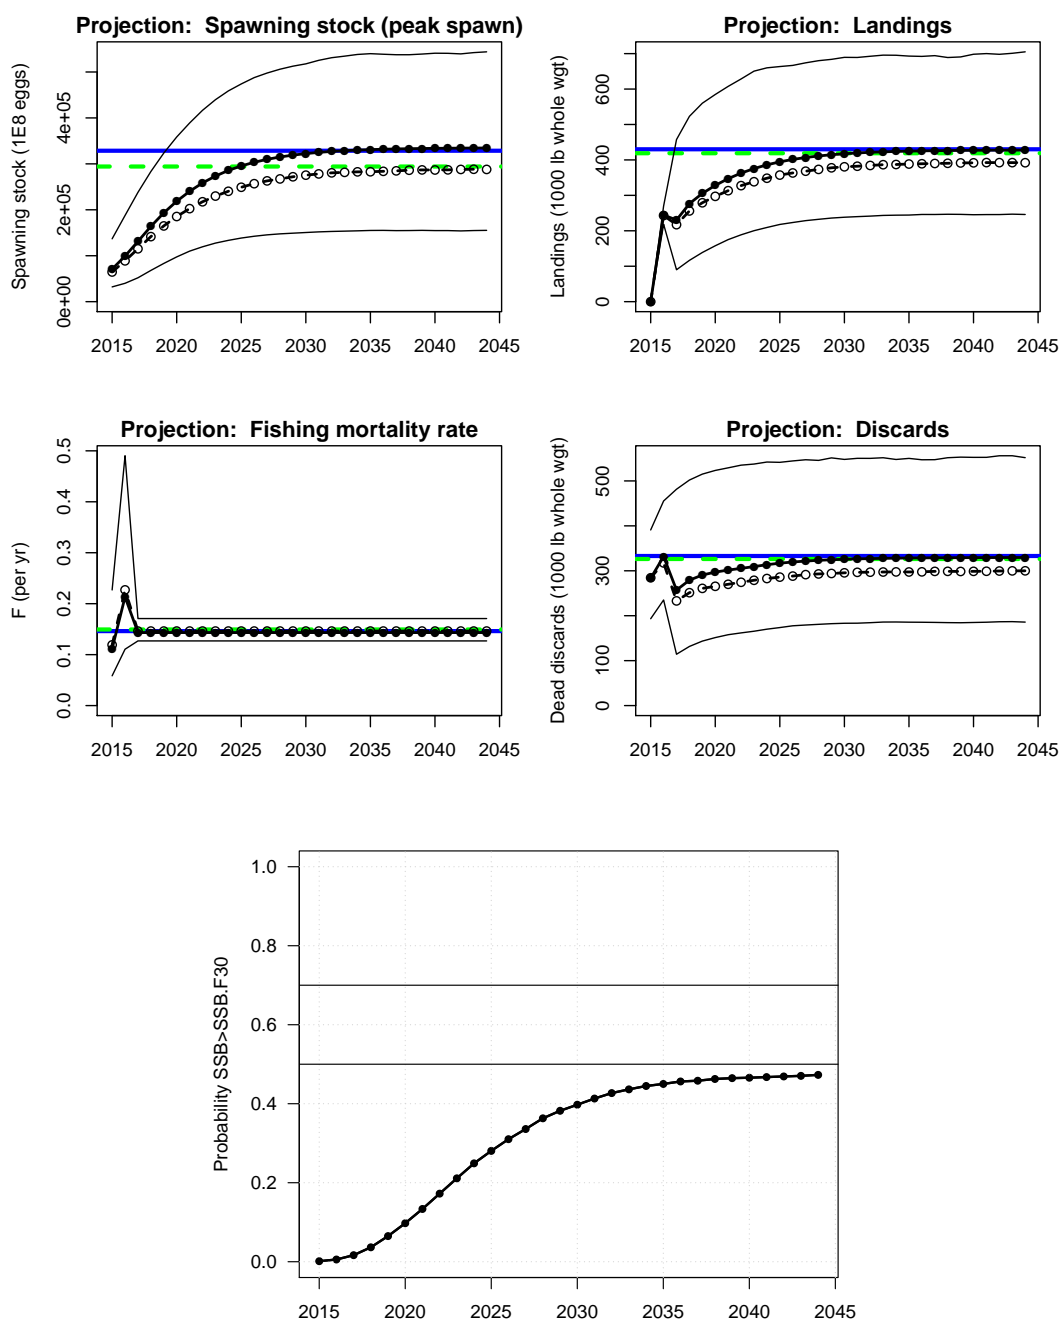 Projection: Spawning stock (peak spawn)
Spawning stock (1E8 eggs)
0e+00 2e+05 4e+05
2015 2020 2025 2030 2035 2040 2045
Projection: Landings
Landings (1000 lb whole wgt)
0 200 400 600
2015 2020 2025 2030 2035 2040 2045
Projection: Fishing mortality rate
F (per yr)
0.0 0.1 0.2 0.3 0.4 0.5
2015 2020 2025 2030 2035 2040 2045
Projection: Discards
Dead discards (1000 lb whole wgt)
0 100 300 500
2015 2020 2025 2030 2035 2040 2045
Probability SSB>SSB.F30
1.0
0.8
0.6
0.4
0.2
0.0
2015 2020 2025 2030 2035 2040 2045